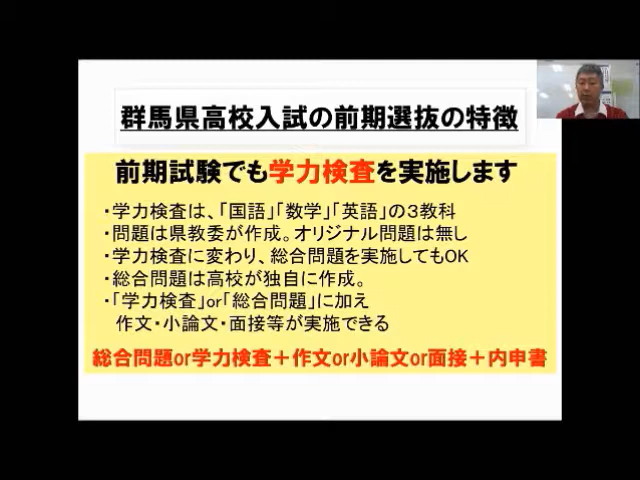 群馬県高校入試の前期選抜の特徴
前期試験でも学力検査を実施します
・学力検査は、「国語」「数学」「英語」の3教科
・問題は県教委が作成。オリジナル問題は無し
・学力検査に変わり、総合問題を実施してもOK
・総合問題は高校が独自に作成。
・「学力検査」or「総合問題」に加え
作文・小論文・面接等が実施できる
総合問題or学力検査＋作文or小論文or面接＋内申書